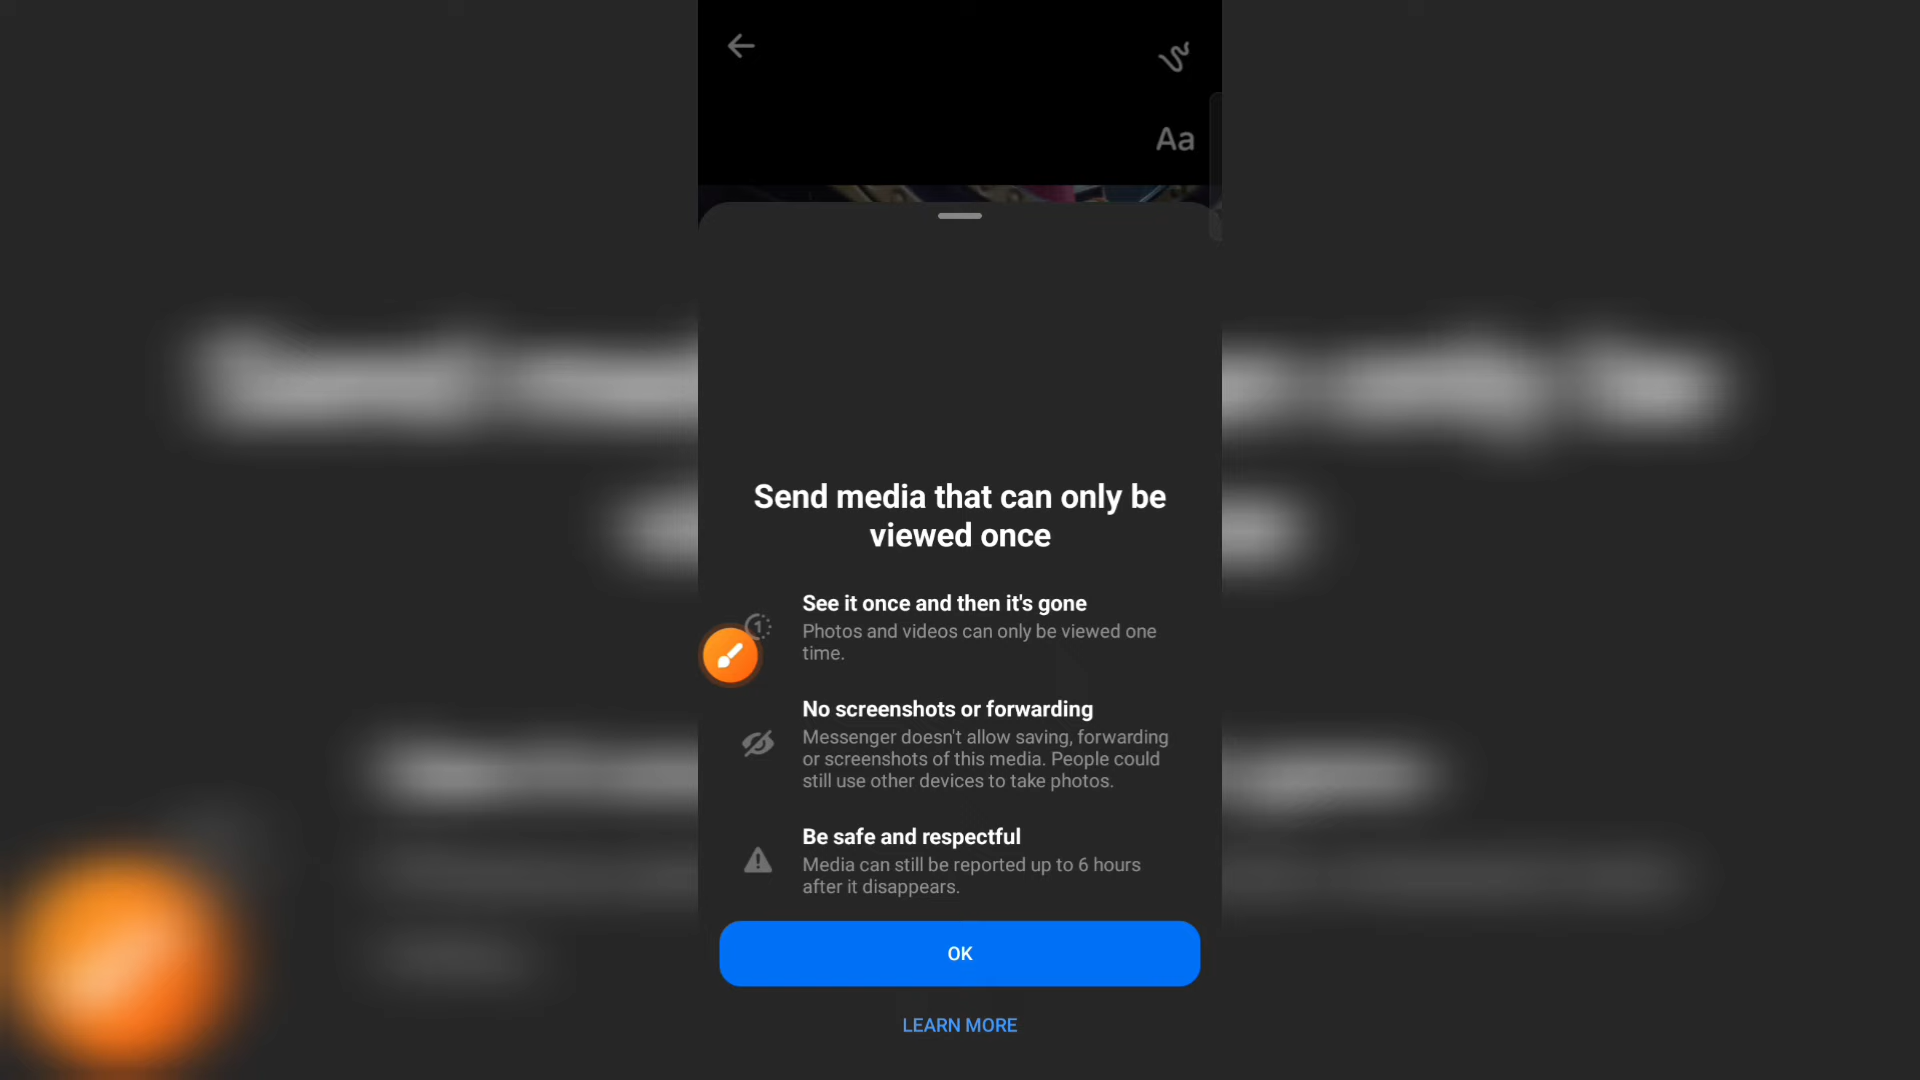 Aa
Send media that can only be
viewed once
See it once and then it's gone
1
Photos and videos can only be viewed one
time.
No screenshots or forwarding
Messenger doesn't allow saving, forwarding
or screenshots of this media. People could
still use other devices to take photos.
Be safe and respectful
Media can still be reported up to 6 hours
after it disappears.
OK
LEARN MORE